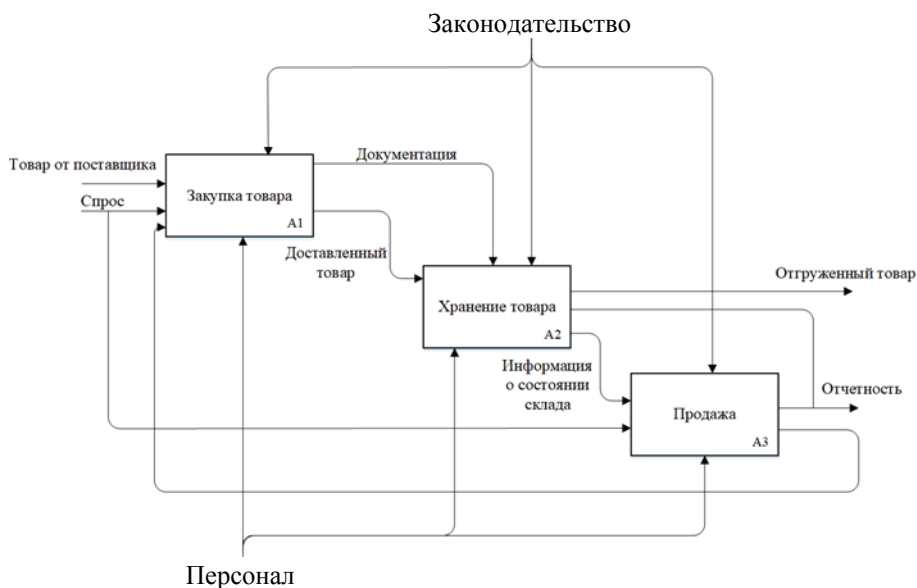 Законодательство
Документация
Товар от поставщика
Закупка товара
Спрос
A1
Доставленный
товар
Отгруженный товар
Хранение товара
A2
Информация
о состоянии
склада
Отчетность
Продажа
A3
Персонал